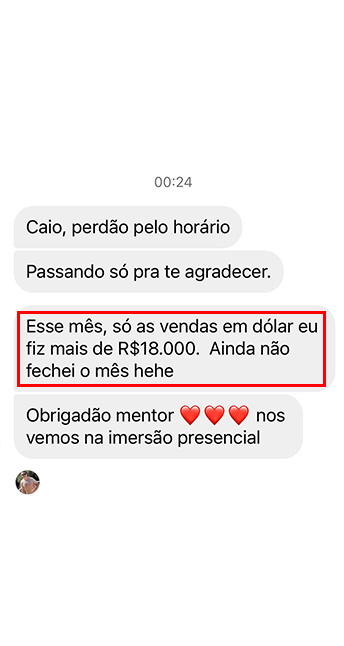 00:24
Caio, perdão pelo horário
Passando só pra te agradecer.
Esse mês, só as vendas em dólar eu
fiz mais de R$18.000.  Ainda não
fechei o mês hehe
Obrigadão mentor ❤️❤️❤️ nos
vemos na imersão presencial